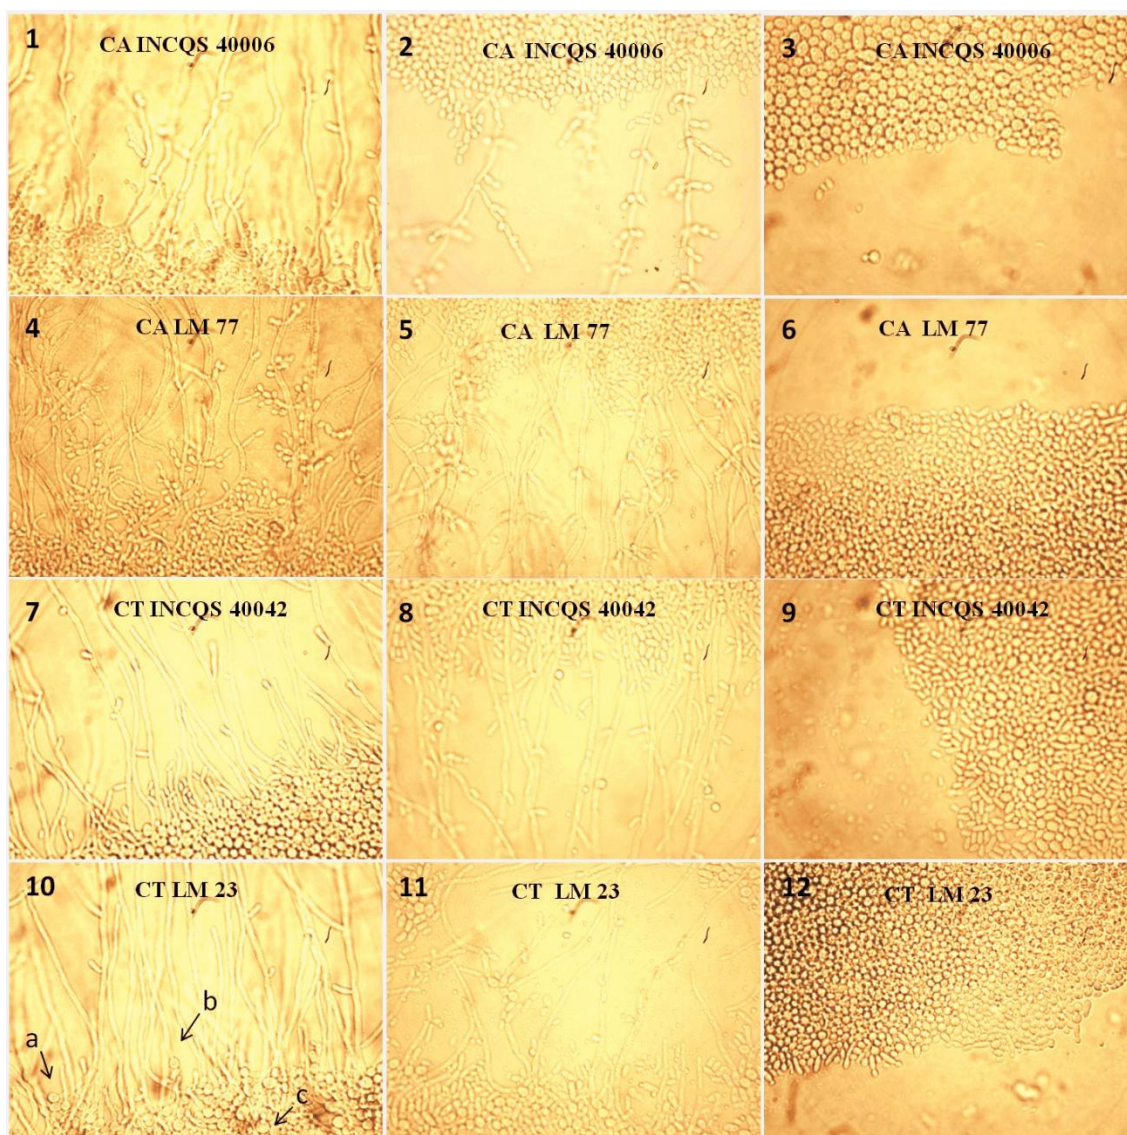 1 CA INCQS 40006
2 CA INCQS 40006
3 CA INCQS 40006
4 CA LM 77
5 CA LM 77
6 CA LM 77
7 CT INCQS 40042
8 CT INCQS 40042
9 CT INCQS 40042
10 CT LM 23
11 CT LM 23
12 CT LM 23
b
a
c